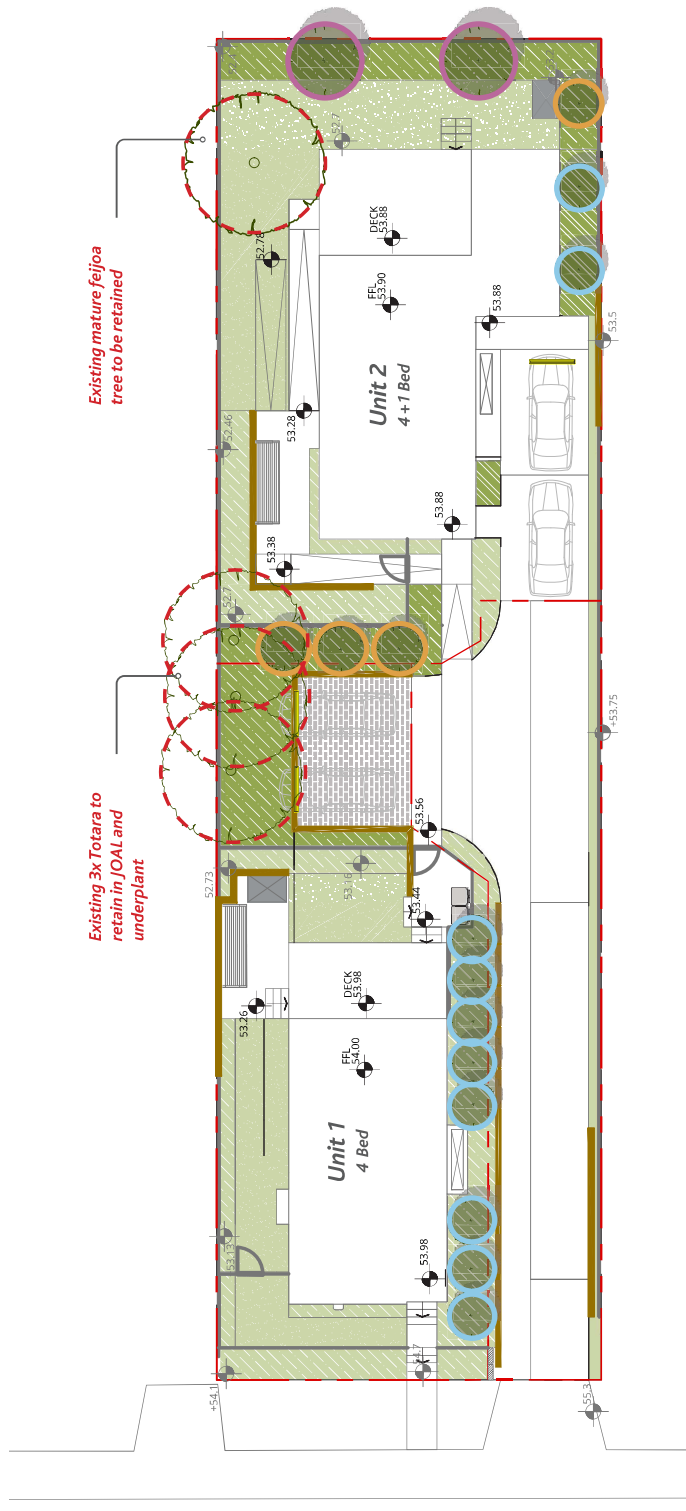 52.7
DECK
53.88
52.78
FFL
53.90
53.88
53.5
Existing mature feijoa
tree to be retained
Unit 2
4+1 Bed
53.28
52.46
53.88
53.38
52.7
+53.75
53.56
Existing 3x Totara to
retain in JOAL and
underplant
52.73
53.16
53.44
DECK
53.98
53.26
FFL
54.00
Unit 1
4 Bed
53.13
53.98
54.7
+54.1
55.3